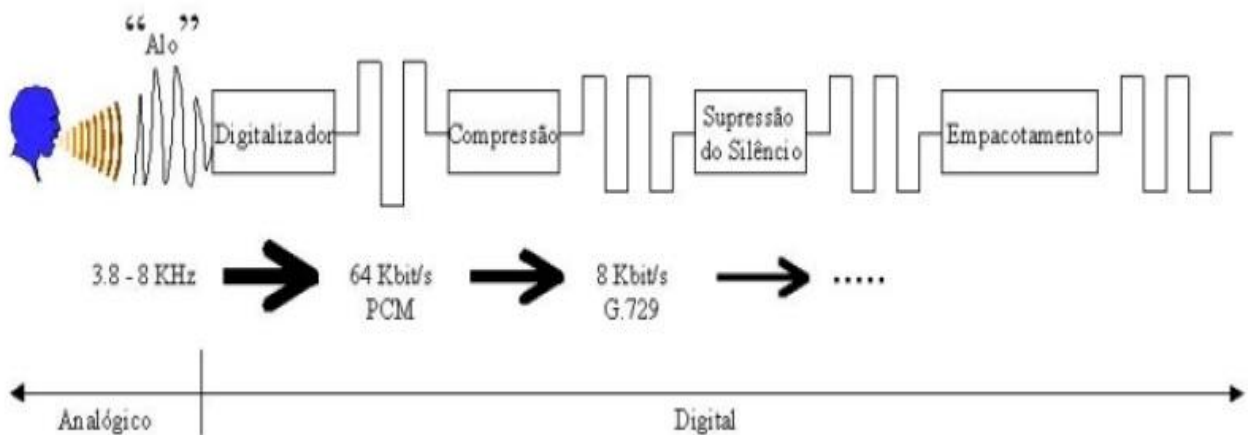 “Alo”
Digitalizador
Compressão
Supressão
do Silêncio
Empacotamento
3.8 - 8 KHz
64 Kbit/s
PCM
8 Kbit/s
G.729
.....
Analógico
Digital